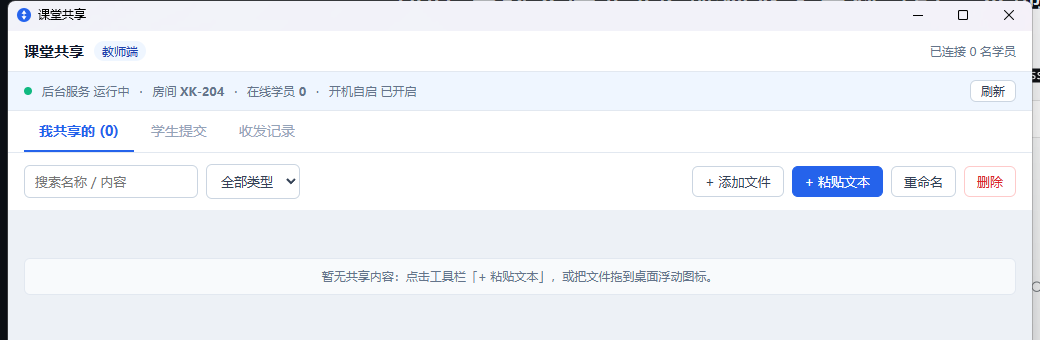 课堂共享
课堂共享 教师端 已连接 0 名学员
后台服务 运行中 · 房间 XK-204 · 在线学员 0 · 开机自启 已开启 刷新
我共享的 (0) 学生提交 收发记录
搜索名称 / 内容 全部类型 + 添加文件 + 粘贴文本 重命名 删除
暂无共享内容：点击工具栏「+ 粘贴文本」，或把文件拖到桌面浮动图标。